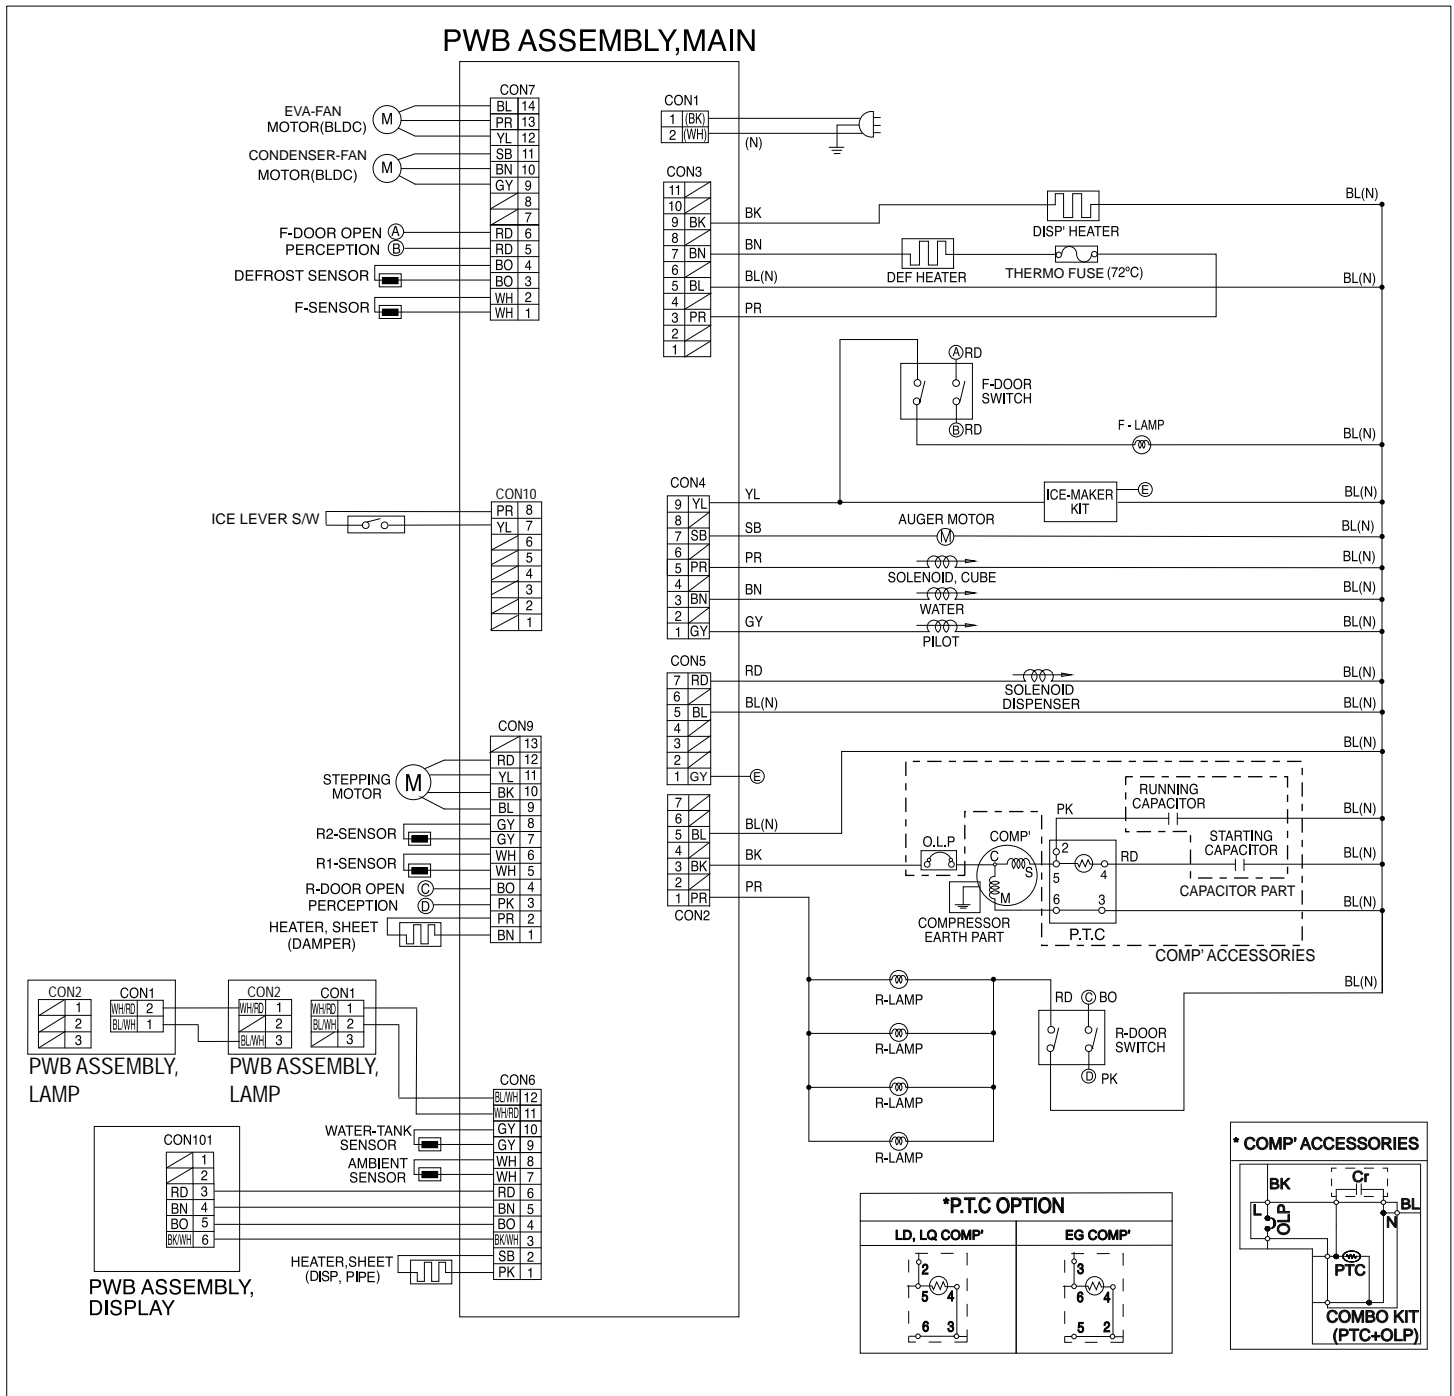 PWB ASSEMBLY,MAIN
CON7
BL 14
PR 13
YL 12
SB 11
BN 10
GY 9
8
7
RD 6
RD 5
BO 4
BO 3
WH 2
WH 1
EVA-FAN
MOTOR(BLDC)
M
CONDENSER-FAN
MOTOR(BLDC)
M
F-DOOR OPEN A
PERCEPTION B
DEFROST SENSOR
F-SENSOR
CON1
1 (BK)
2 (WH)
(N)
CON3
11
10
9 BK
8
7 BN
6
5 BL
4
3 PR
2
1
BK
DISP' HEATER
BL(N)
BN
DEF HEATER
THERMO FUSE (72ºC)
BL(N)
BL(N)
PR
A RD
F-DOOR
SWITCH
B RD
F - LAMP
BL(N)
CON10
PR 8
YL 7
6
5
4
3
2
1
ICE LEVER S/W
CON4
9 YL
8
7 SB
6
5 PR
4
3 BN
2
1 GY
YL
ICE-MAKER
KIT
E
BL(N)
SB
AUGER MOTOR
M
BL(N)
PR
SOLENOID, CUBE
BL(N)
BN
WATER
BL(N)
GY
PILOT
BL(N)
CON5
7 RD
6
5 BL
4
3
2
1 GY
RD
SOLENOID
DISPENSER
BL(N)
BL(N)
BL(N)
BL(N)
E
7
6
5 BL
4
3 BK
2
1 PR
CON2
BL(N)
BK
PR
O.L.P
COMP'
C
S
M
COMPRESSOR
EARTH PART
PK
2
5
4
6
3
P.T.C
RD
RUNNING
CAPACITOR
STARTING
CAPACITOR
CAPACITOR PART
COMP' ACCESSORIES
BL(N)
BL(N)
BL(N)
BL(N)
CON9
13
RD 12
YL 11
BK 10
BL 9
GY 8
GY 7
WH 6
WH 5
BO 4
PK 3
PR 2
BN 1
STEPPING
MOTOR
M
R2-SENSOR
R1-SENSOR
R-DOOR OPEN C
PERCEPTION D
HEATER, SHEET
(DAMPER)
R-LAMP
R-LAMP
R-LAMP
R-LAMP
RD C BO
R-DOOR
SWITCH
D PK
CON2
1
2
3
CON1
WH/RD 2
BL/WH 1
PWB ASSEMBLY,
LAMP
CON2
WH/RD 1
2
BL/WH 3
CON1
WH/RD 1
BL/WH 2
3
PWB ASSEMBLY,
LAMP
CON6
BL/WH 12
WH/RD 11
GY 10
GY 9
WH 8
WH 7
RD 6
BN 5
BO 4
BK/WH 3
SB 2
PK 1
WATER-TANK
SENSOR
AMBIENT
SENSOR
HEATER,SHEET
(DISP, PIPE)
CON101
1
2
RD 3
BN 4
BO 5
BK/WH 6
PWB ASSEMBLY,
DISPLAY
*P.T.C OPTION
LD, LQ COMP'
2
5 4
6 3
EG COMP'
3
6 4
5 2
* COMP' ACCESSORIES
BK
Cr
BL
L
OLP
N
PTC
COMBO KIT
(PTC+OLP)